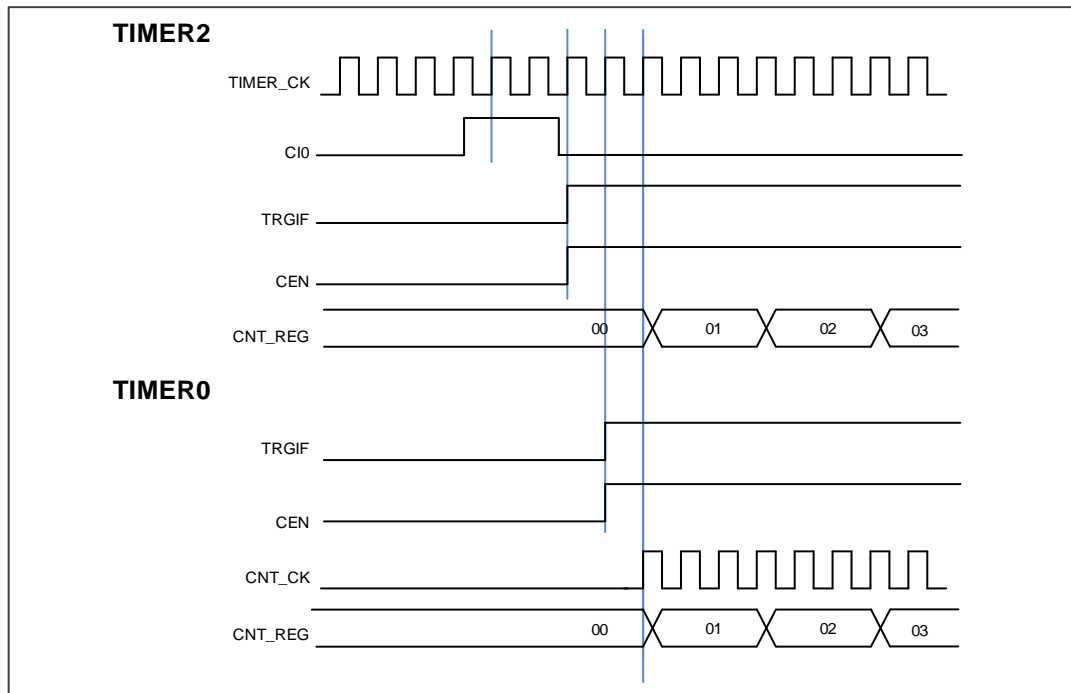 TIMER2
TIMER_CK
CI0
TRGIF
CEN
CNT_REG 00 01 02 03
TIMER0
TRGIF
CEN
CNT_CK
CNT_REG 00 01 02 03